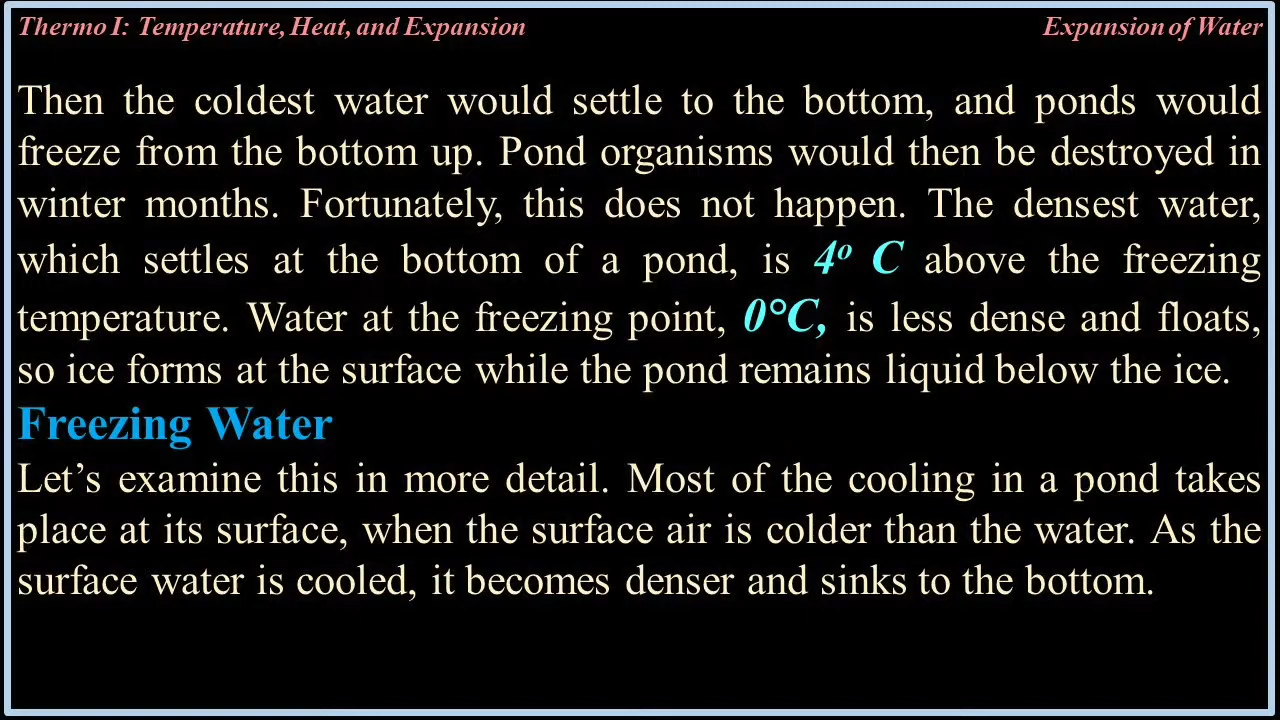 Thermo I: Temperature, Heat, and Expansion
Expansion of Water
Then the coldest water would settle to the bottom, and ponds would
freeze from the bottom up. Pond organisms would then be destroyed in
winter months. Fortunately, this does not happen. The densest water,
which settles at the bottom of a pond, is 4º C above the freezing
temperature. Water at the freezing point, 0°C, is less dense and floats,
so ice forms at the surface while the pond remains liquid below the ice.
Freezing Water
Let’s examine this in more detail. Most of the cooling in a pond takes
place at its surface, when the surface air is colder than the water. As the
surface water is cooled, it becomes denser and sinks to the bottom.